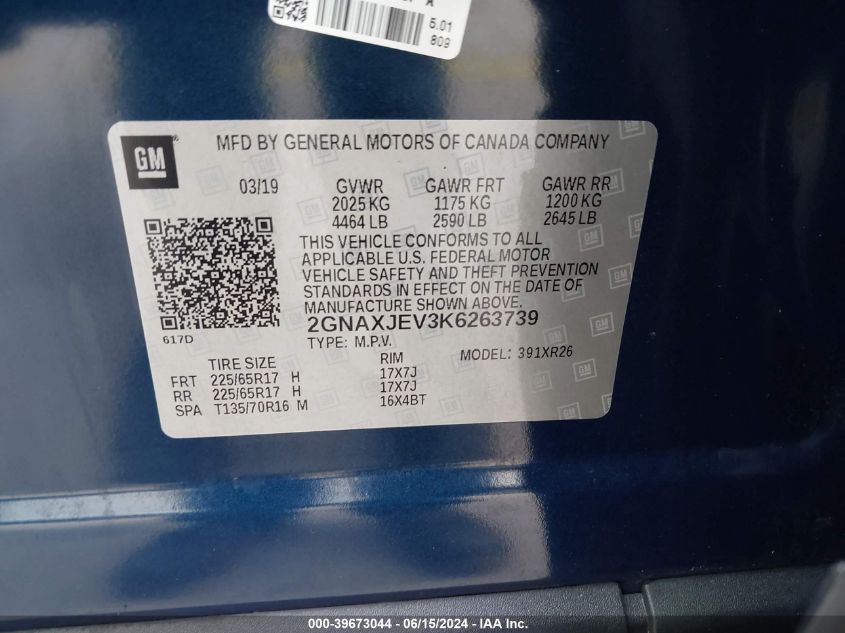 A
5.01
809
GM
MFD BY GENERAL MOTORS OF CANADA COMPANY
03/19 GVWR GAWR FRT GAWR RR
2025 KG 1175 KG 1200 KG
4464 LB 2590 LB 2645 LB
THIS VEHICLE CONFORMS TO ALL
APPLICABLE U.S. FEDERAL MOTOR
VEHICLE SAFETY AND THEFT PREVENTION
STANDARDS IN EFFECT ON THE DATE OF
MANUFACTURE SHOWN ABOVE.
617D 2GNAXJEV3K6263739
TYPE: M.P.V. MODEL: 391XR26
TIRE SIZE RIM
FRT 225/65R17 H 17X7J
RR 225/65R17 H 17X7J
SPA T135/70R16 M 16X4BT
000-39673044 - 06/15/2024 - IAA Inc.